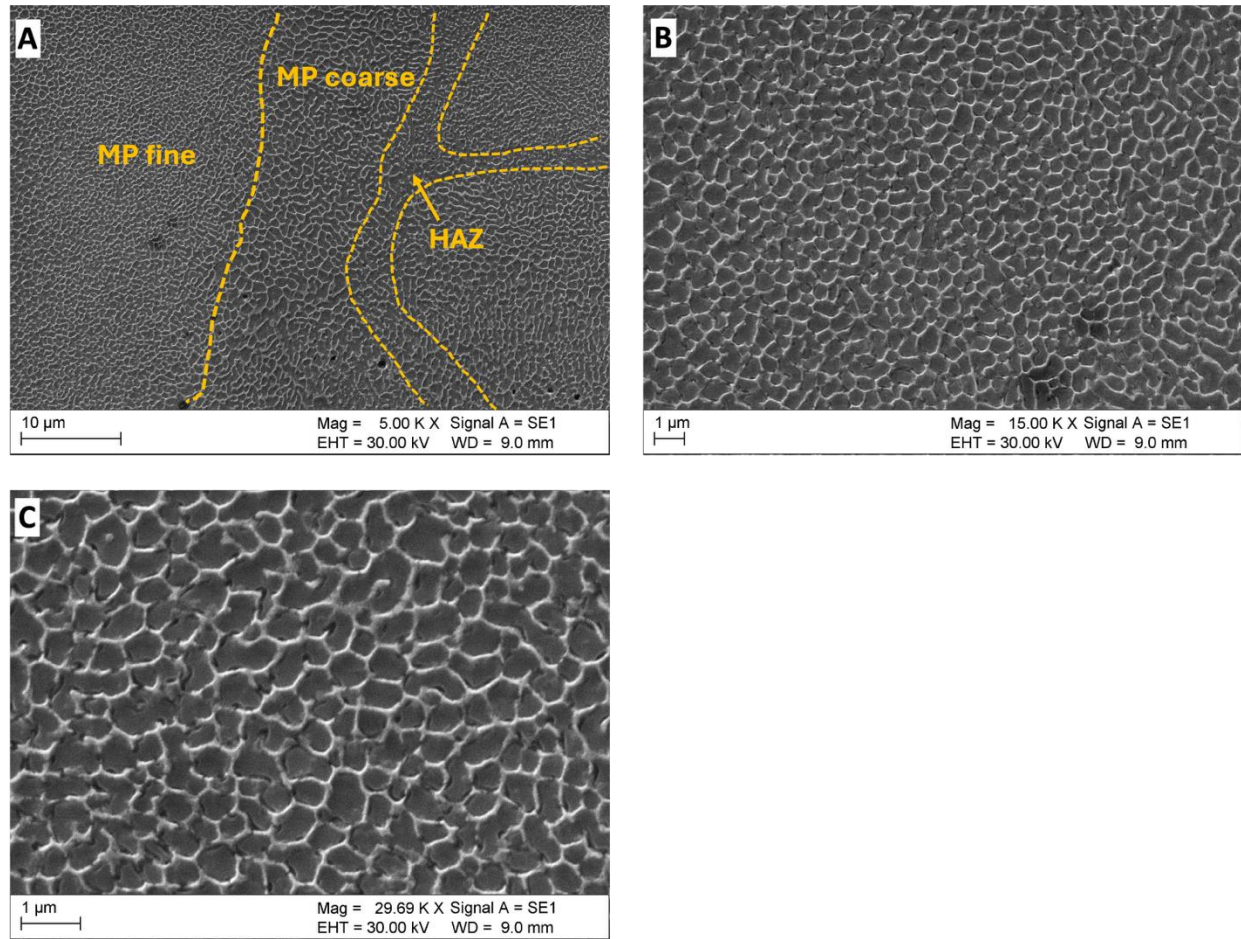 A
MP coarse
MP fine
HAZ
10 µm
Mag = 5.00 K X Signal A = SE1
EHT = 30.00 kV WD = 9.0 mm
B
1 µm
Mag = 15.00 K X Signal A = SE1
EHT = 30.00 kV WD = 9.0 mm
C
1 µm
Mag = 29.69 K X Signal A = SE1
EHT = 30.00 kV WD = 9.0 mm